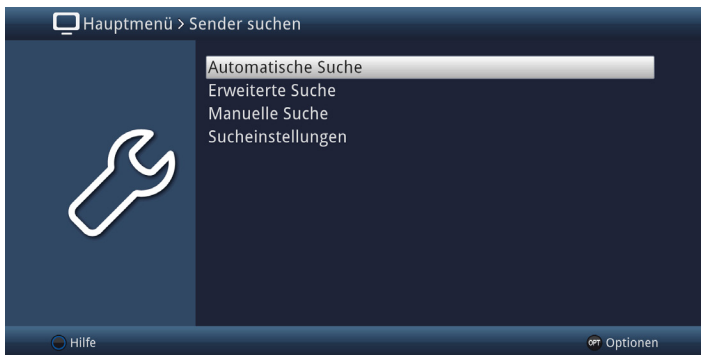 Hauptmenü > Sender suchen
Automatische Suche
Erweiterte Suche
Manuelle Suche
Sucheinstellungen
Hilfe
OPT Optionen